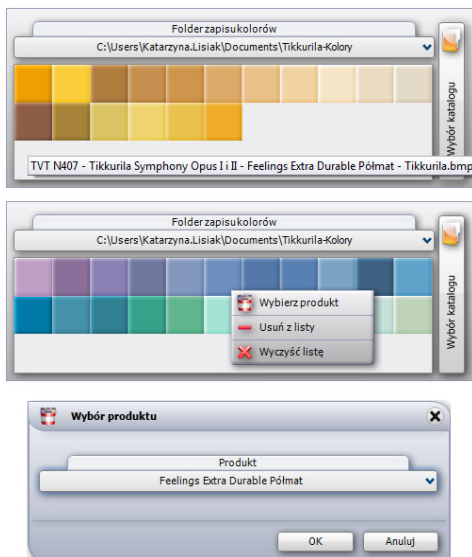 Folder zapisu kolorów
C:\Users\Katarzyna.Lisiak\Documents\Tikkurila-Kolory
Wybór katalogu
TVT N407 - Tikkurila Symphony Opus I i II - Feelings Extra Durable Półmat - Tikkurila.bmp
Folder zapisu kolorów
C:\Users\Katarzyna.Lisiak\Documents\Tikkurila-Kolory
Wybór katalogu
Wybierz produkt
Usuń z listy
Wyczyść listę
Wybór produktu
Produkt
Feelings Extra Durable Półmat
OK
Anuluj